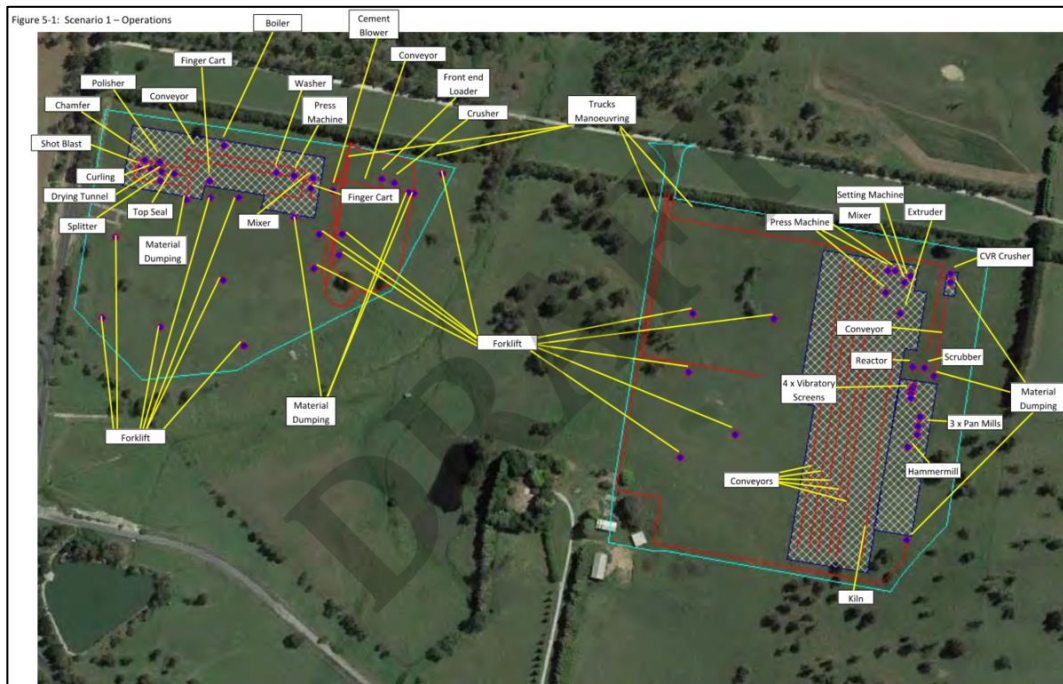 Figure 5-1: Scenario 1 – Operations
Boiler
Cement
Blower
Finger Cart
Conveyor
Polisher
Conveyor
Washer
Front end
Loader
Chamfer
Press
Machine
Trucks
Manoeuvring
Crusher
Shot Blast
Curling
Setting Machine
Drying Tunnel
Finger Cart
Mixer
Extruder
Splitter
Top Seal
Mixer
Press Machine
Material
Dumping
CVR Crusher
Conveyor
Forklift
Reactor
Scrubber
4 x Vibratory
Screens
Material
Dumping
Material
Dumping
3 x Pan Mills
Forklift
Hammermill
Conveyors
Kiln
DRAFT